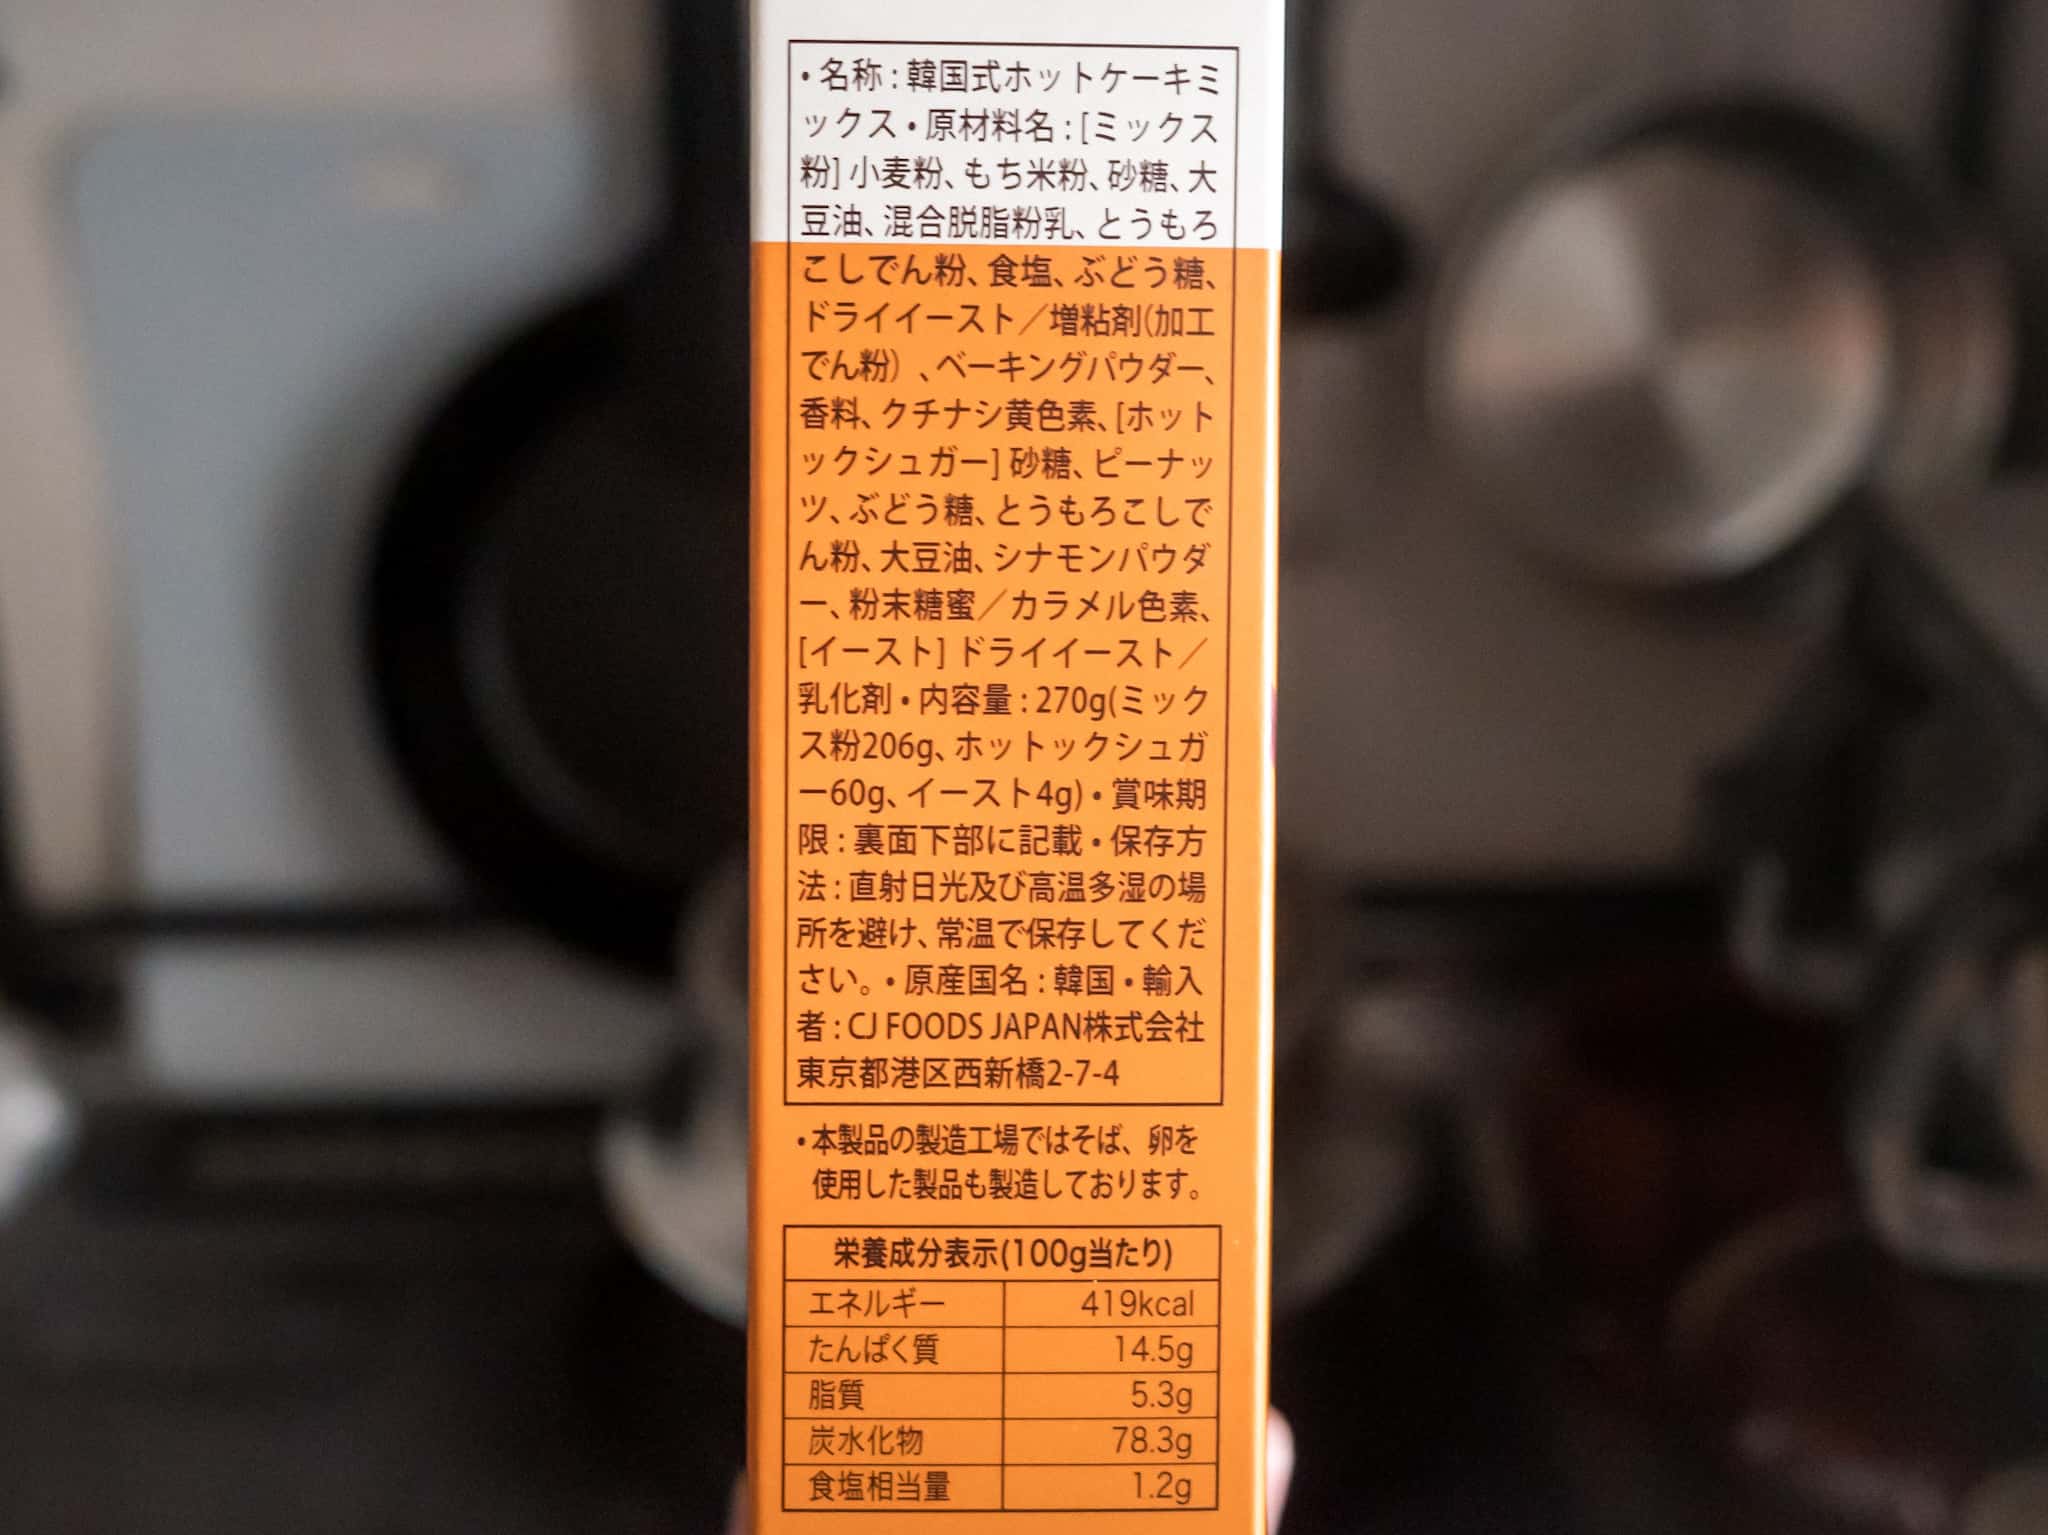 • 名称 : 韓国式ホットケーキミ
ックス • 原材料名 : [ミックス
粉] 小麦粉、もち米粉、砂糖、大
豆油、混合脱脂粉乳、とうもろ
こしでん粉、食塩、ぶどう糖、
ドライイースト／増粘剤(加工
でん粉) 、ベーキングパウダー、
香料、クチナシ黄色素、[ホット
ックシュガー] 砂糖、ピーナッ
ツ、ぶどう糖、とうもろこしで
ん粉、大豆油、シナモンパウダ
ー、粉末糖蜜／カラメル色素、
[イースト] ドライイースト／
乳化剤 • 内容量 : 270g(ミック
ス粉206g、ホットックシュガ
ー60g、イースト4g) • 賞味期
限 : 裏面下部に記載 • 保存方
法 : 直射日光及び高温多湿の場
所を避け、常温で保存してくだ
さい。• 原産国名 : 韓国 • 輸入
者 : CJ FOODS JAPAN株式会社
東京都港区西新橋2-7-4
• 本製品の製造工場ではそば、卵を
使用した製品も製造しております。
栄養成分表示(100g当たり)
エネルギー 419kcal
たんぱく質 14.5g
脂質 5.3g
炭水化物 78.3g
食塩相当量 1.2g